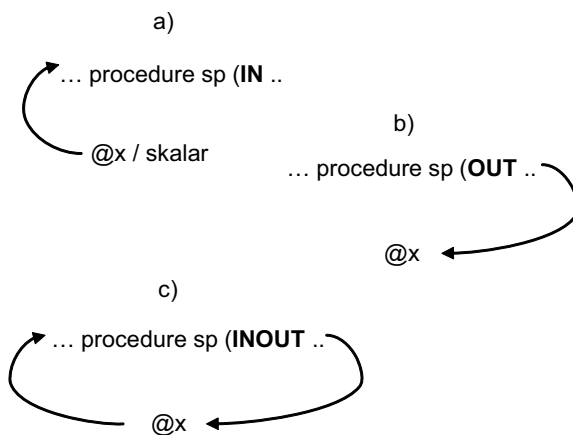 a)
… procedure sp (IN ..
@x / skalar
b)
… procedure sp (OUT ..
@x
c)
… procedure sp (INOUT ..
@x